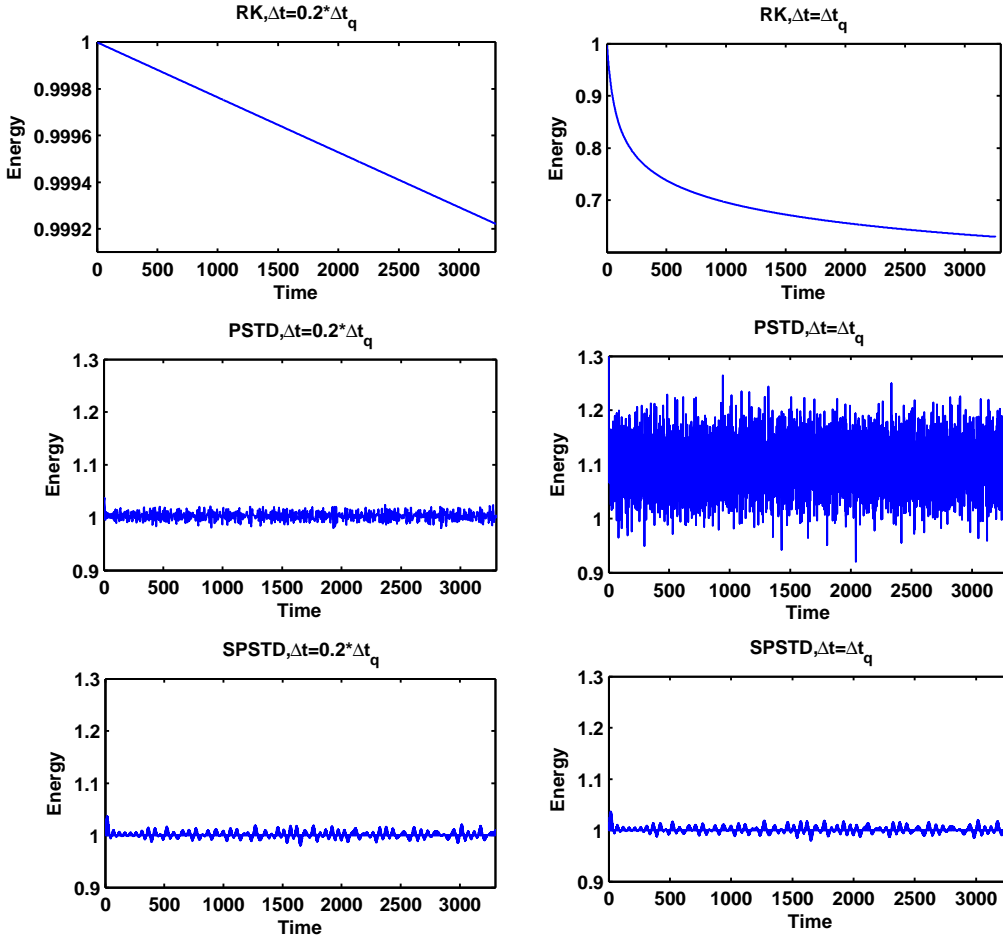 RK,Δt=0.2*Δt_q
1
0.9998
0.9996
0.9994
0.9992
Energy
0 500 1000 1500 2000 2500 3000
Time
RK,Δt=Δt_q
1
0.9
0.8
0.7
Energy
0 500 1000 1500 2000 2500 3000
Time
PSTD,Δt=0.2*Δt_q
1.3
1.2
1.1
1
0.9
Energy
0 500 1000 1500 2000 2500 3000
Time
PSTD,Δt=Δt_q
1.3
1.2
1.1
1
0.9
Energy
0 500 1000 1500 2000 2500 3000
Time
SPSTD,Δt=0.2*Δt_q
1.3
1.2
1.1
1
0.9
Energy
0 500 1000 1500 2000 2500 3000
Time
SPSTD,Δt=Δt_q
1.3
1.2
1.1
1
0.9
Energy
0 500 1000 1500 2000 2500 3000
Time